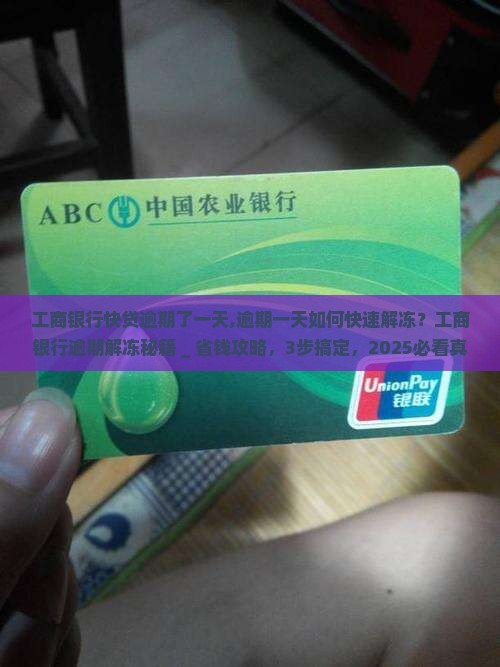 ABC 中国农业银行
工商银行快贷逾期了一天,逾期一天如何快速解冻？工商
银行逾期解冻秘籍 _ 省钱攻略，3步搞定，2025必看真
UnionPay
银联